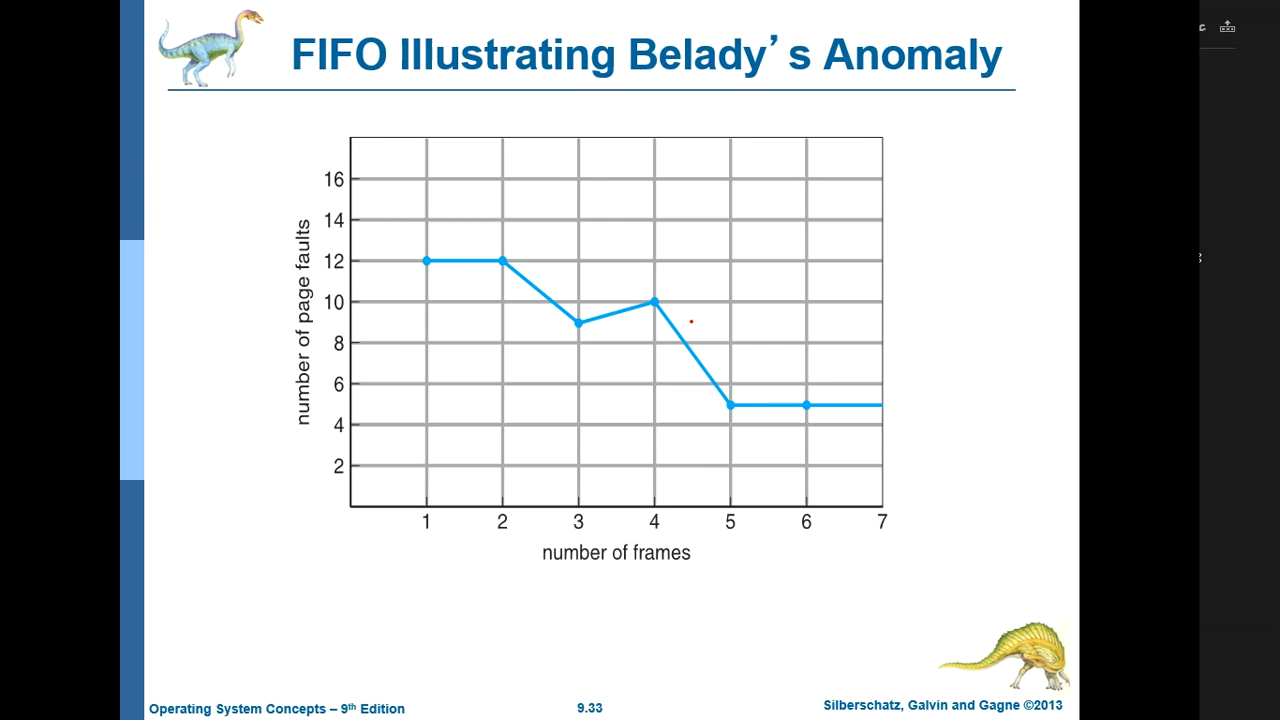 FIFO Illustrating Belady’s Anomaly
number of page faults
16
14
12
10
8
6
4
2
1 2 3 4 5 6 7
number of frames
Operating System Concepts – 9th Edition 9.33 Silberschatz, Galvin and Gagne ©2013